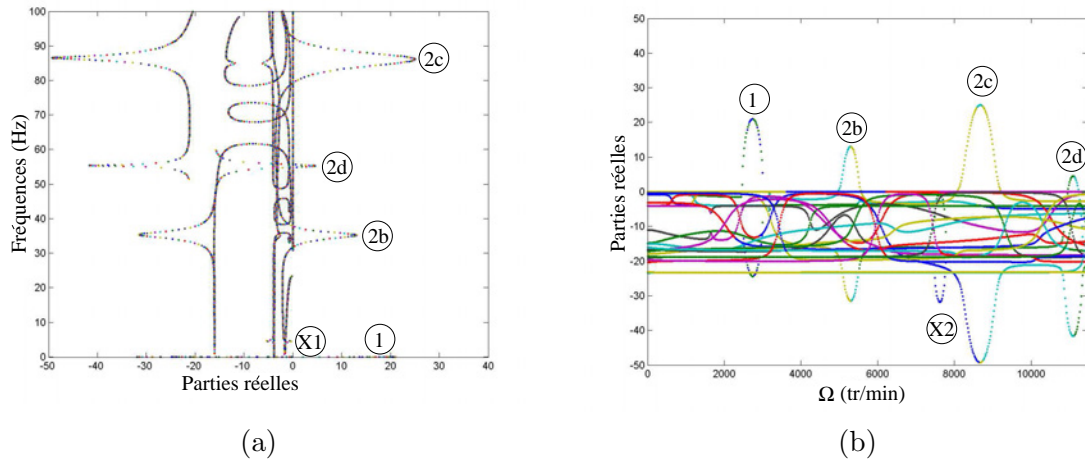 100
90
80
70
60
50
40
30
20
10
0
Fréquences (Hz)
-50 -40 -30 -20 -10 0 10 20 30 40
Parties réelles
2c
2d
2b
X1
1
(a)
50
40
30
20
10
0
-10
-20
-30
-40
-50
Parties réelles
0 2000 4000 6000 8000 10000
Ω (tr/min)
1
2b
2c
2d
X2
(b)